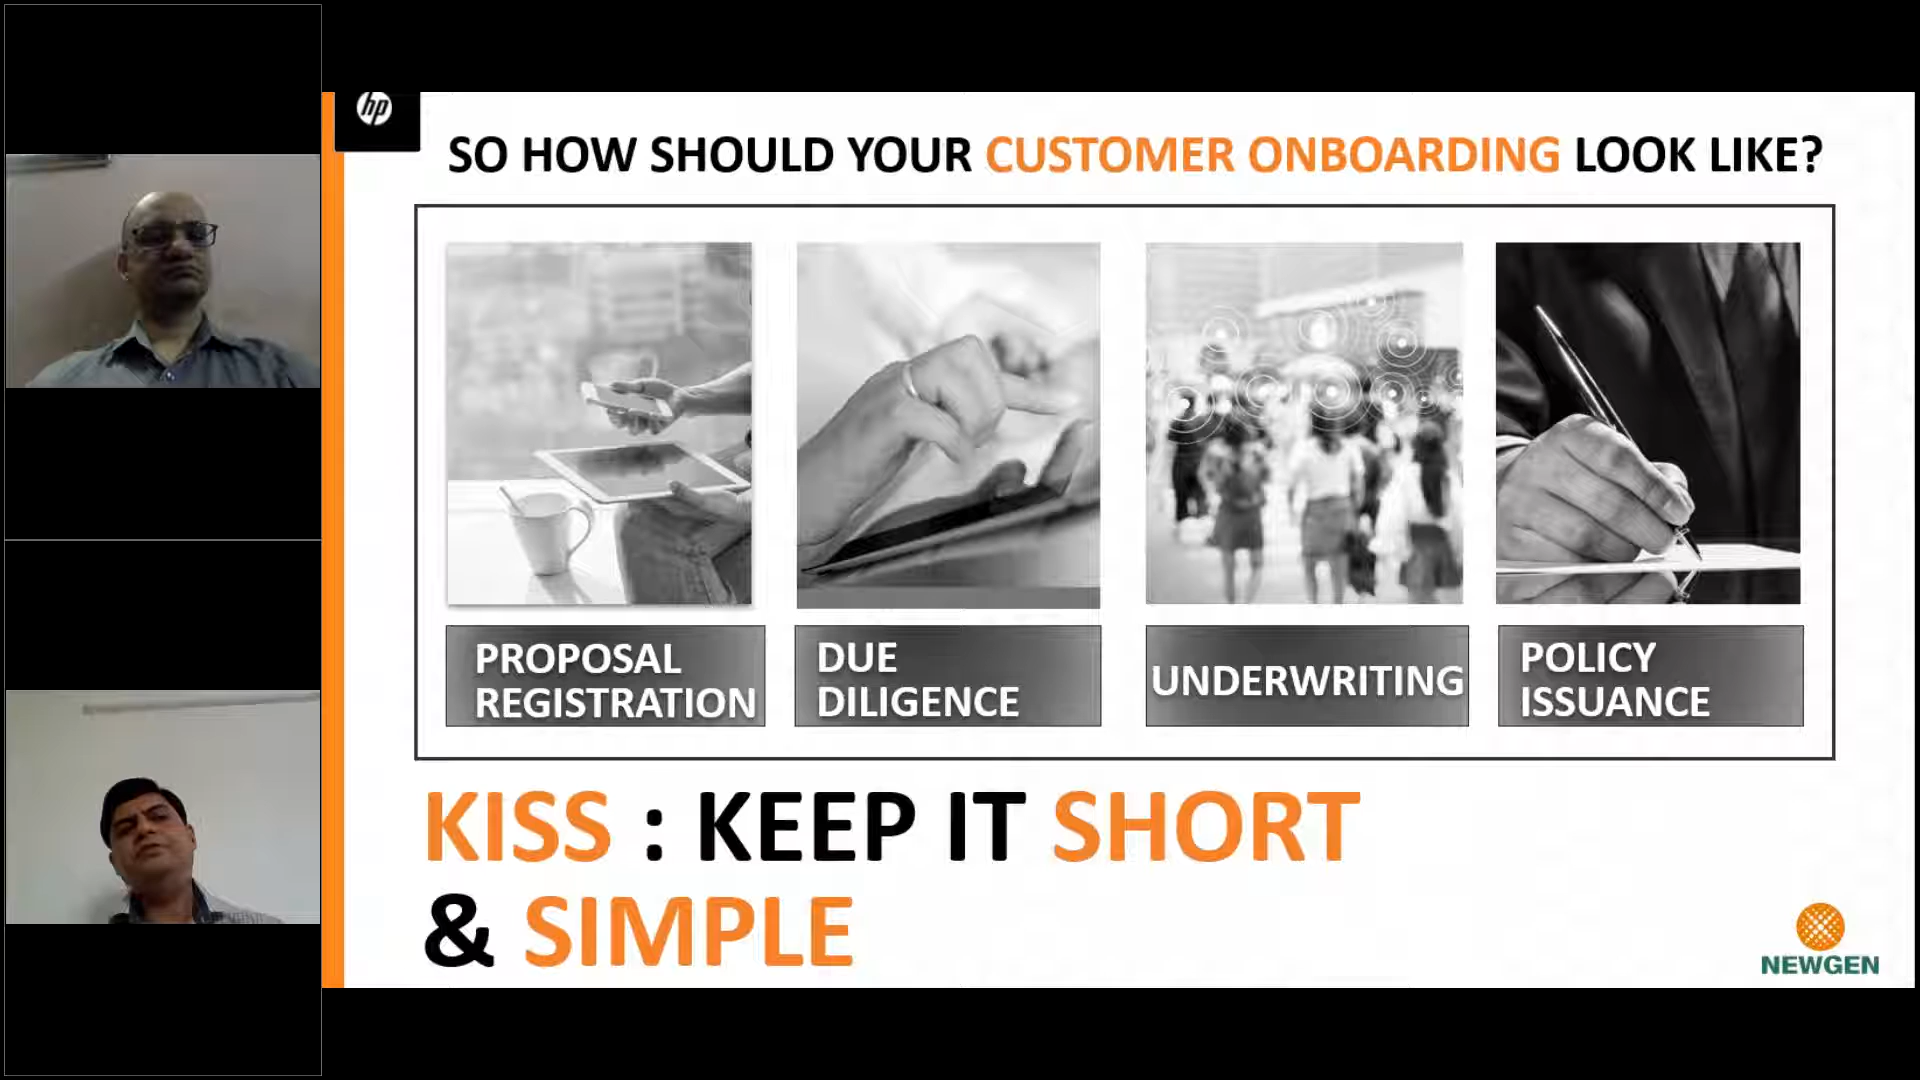 hp
SO HOW SHOULD YOUR CUSTOMER ONBOARDING LOOK LIKE?
PROPOSAL
REGISTRATION
DUE
DILIGENCE
UNDERWRITING
POLICY
ISSUANCE
KISS : KEEP IT SHORT
& SIMPLE
NEWGEN